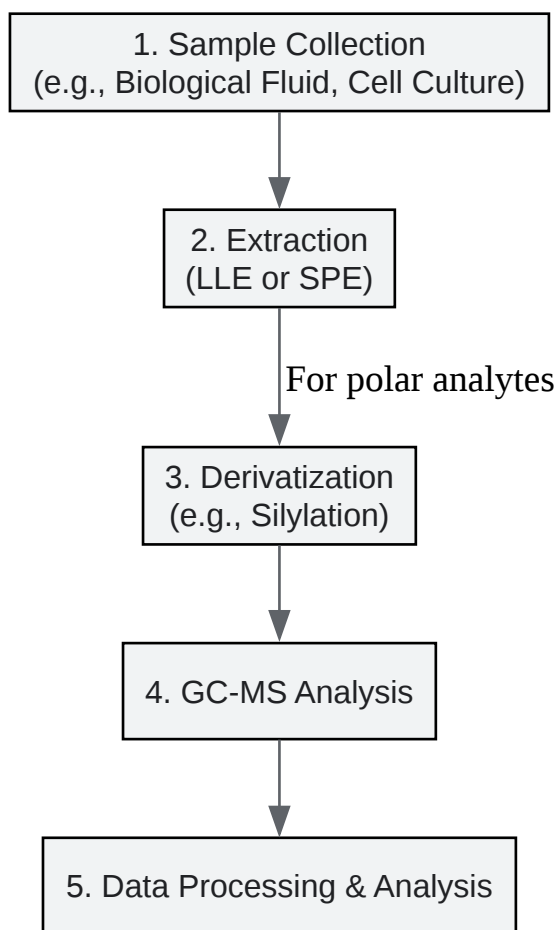 1. Sample Collection
(e.g., Biological Fluid, Cell Culture)
2. Extraction
(LLE or SPE)
For polar analytes
3. Derivatization
(e.g., Silylation)
4. GC-MS Analysis
5. Data Processing & Analysis